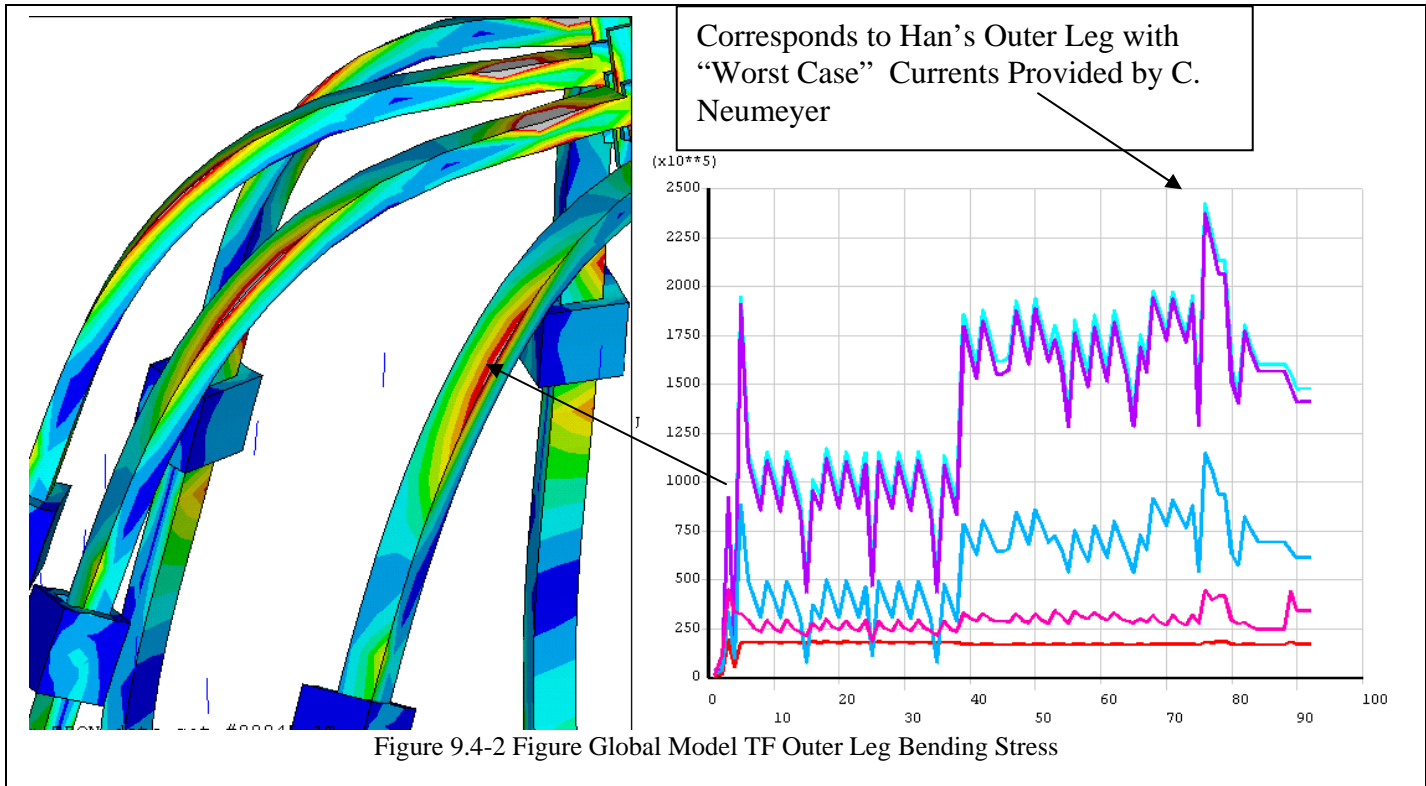 Corresponds to Han’s Outer Leg with
“Worst Case” Currents Provided by C.
Neumeyer
(x10**5)
2500
2250
2000
1750
1500
1250
1000
750
500
250
0
0 20 40 60 80 100
10 30 50 70 90
J
Figure 9.4-2 Figure Global Model TF Outer Leg Bending Stress